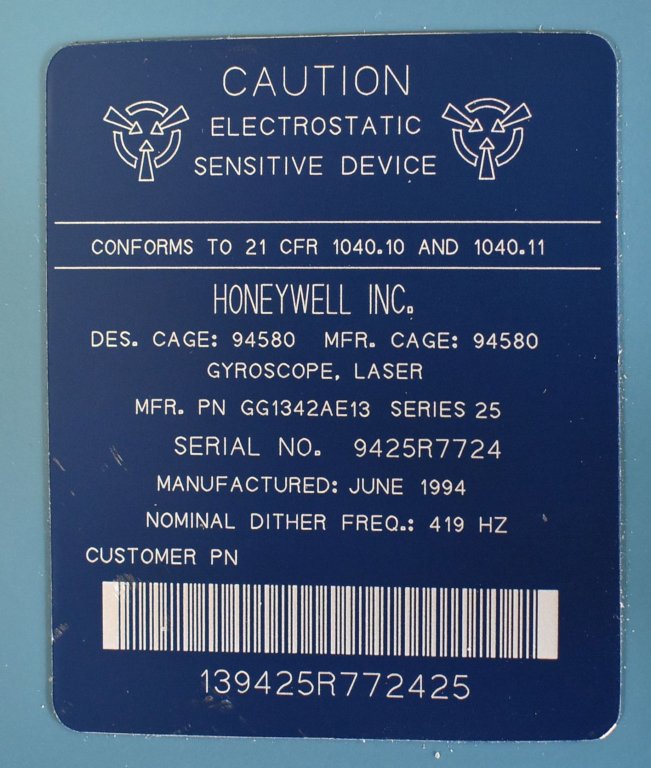 CAUTION
ELECTROSTATIC
SENSITIVE DEVICE
CONFORMS TO 21 CFR 1040.10 AND 1040.11
HONEYWELL INC.
DES. CAGE: 94580 MFR. CAGE: 94580
GYROSCOPE, LASER
MFR. PN GG1342AE13 SERIES 25
SERIAL NO. 9425R7724
MANUFACTURED: JUNE 1994
NOMINAL DITHER FREQ.: 419 HZ
CUSTOMER PN
139425R772425